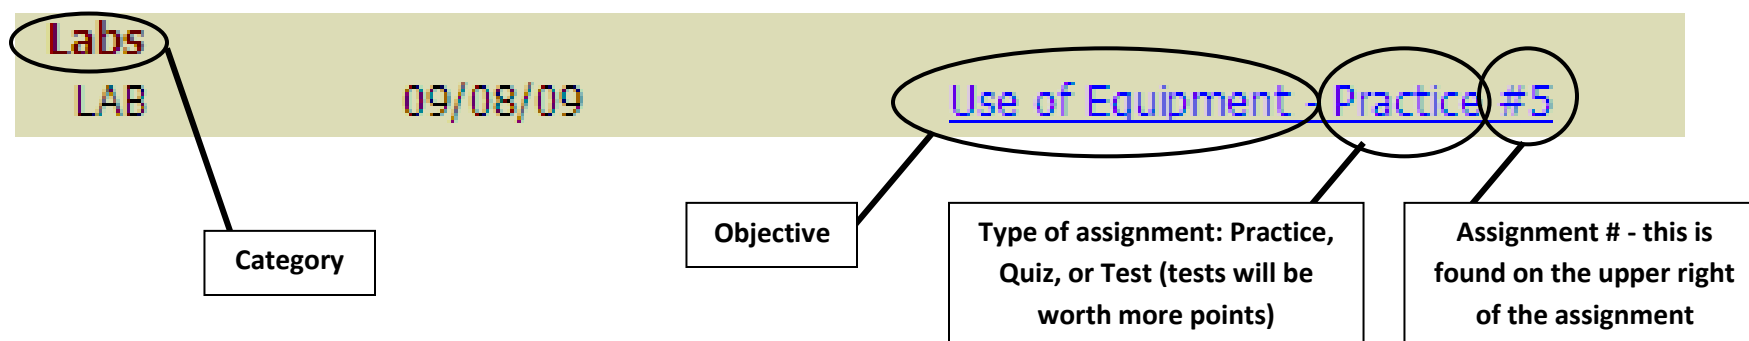 Labs
LAB 09/08/09 Use of Equipment - Practice #5
Category
Objective
Type of assignment: Practice,
Quiz, or Test (tests will be
worth more points)
Assignment # - this is
found on the upper right
of the assignment